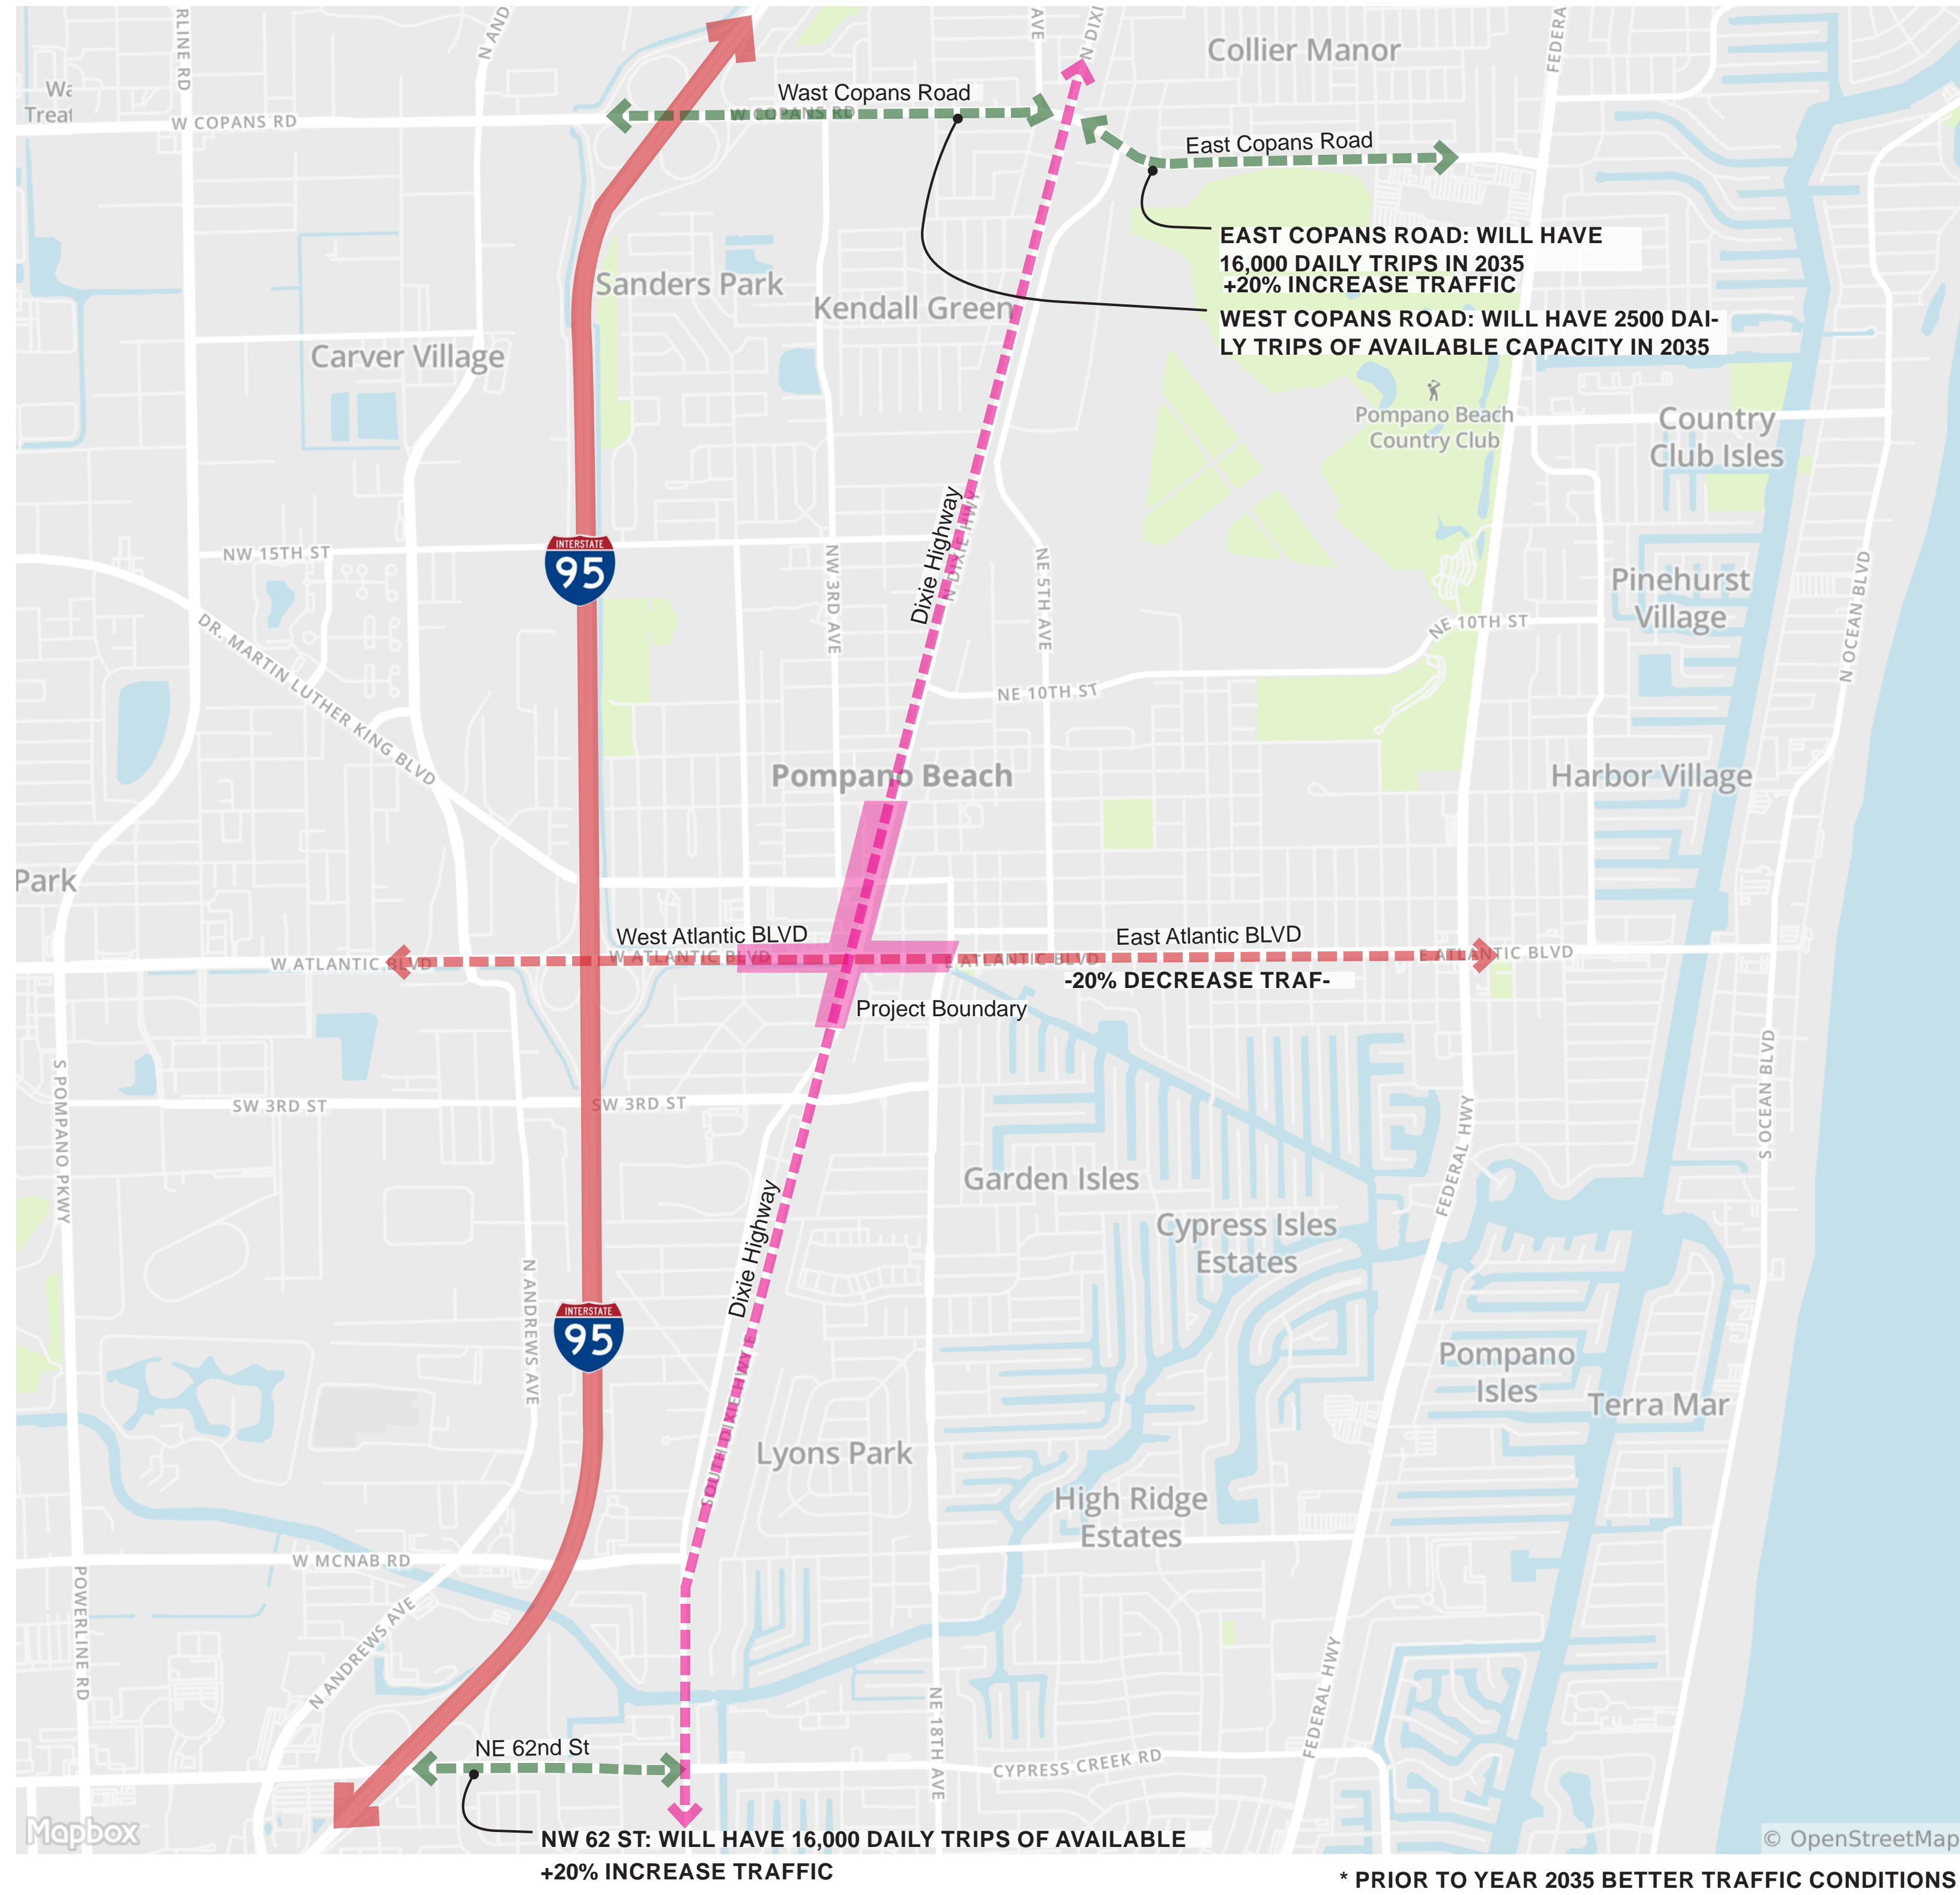 RLINE RD
N AND
AVE
N DIXI
Collier Manor
FEDERA
Wa
Treat
W COPANS RD
Wast Copans Road
W COPANS RD
East Copans Road
EAST COPANS ROAD: WILL HAVE
16,000 DAILY TRIPS IN 2035
+20% INCREASE TRAFFIC
WEST COPANS ROAD: WILL HAVE 2500 DAI-
LY TRIPS OF AVAILABLE CAPACITY IN 2035
Sanders Park
Kendall Green
Carver Village
Pompano Beach
Country Club
Country
Club Isles
NW 15TH ST
INTERSTATE
95
NW 3RD AVE
Dixie Highway
N DIXIE HWY
NE 5TH AVE
Pinehurst
Village
N OCEAN BLVD
NE 10TH ST
DR. MARTIN LUTHER KING BLVD
NE 10TH ST
Pompano Beach
Harbor Village
Park
West Atlantic BLVD
East Atlantic BLVD
W ATLANTIC BLVD
W ATLANTIC BLVD
E ATLANTIC BLVD
E ATLANTIC BLVD
-20% DECREASE TRAF-
Project Boundary
S POMPANO PKWY
SW 3RD ST
SW 3RD ST
S OCEAN BLVD
FEDERAL HWY
Garden Isles
Dixie Highway
Cypress Isles
Estates
N ANDREWS AVE
INTERSTATE
95
SOUTH DIXIE HWY E
Pompano
Isles
Terra Mar
Lyons Park
High Ridge
Estates
W MCNAB RD
POWERLINE RD
N ANDREWS AVE
FEDERAL HWY
NE 18TH AVE
NE 62nd St
CYPRESS CREEK RD
Mapbox
© OpenStreetMap
NW 62 ST: WILL HAVE 16,000 DAILY TRIPS OF AVAILABLE
+20% INCREASE TRAFFIC
* PRIOR TO YEAR 2035 BETTER TRAFFIC CONDITIONS